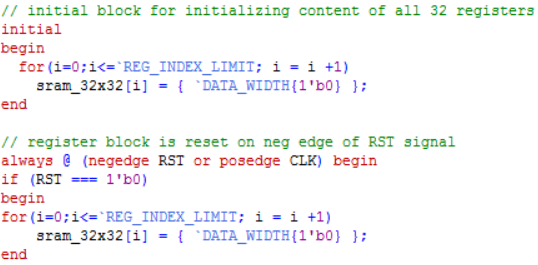 // initial block for initializing content of all 32 registers
initial
begin
for(i=0;i<=`REG_INDEX_LIMIT; i = i +1)
sram_32x32[i] = { `DATA_WIDTH{1'b0} };
end
// register block is reset on neg edge of RST signal
always @ (negedge RST or posedge CLK) begin
if (RST === 1'b0)
begin
for(i=0;i<=`REG_INDEX_LIMIT; i = i +1)
sram_32x32[i] = { `DATA_WIDTH{1'b0} };
end